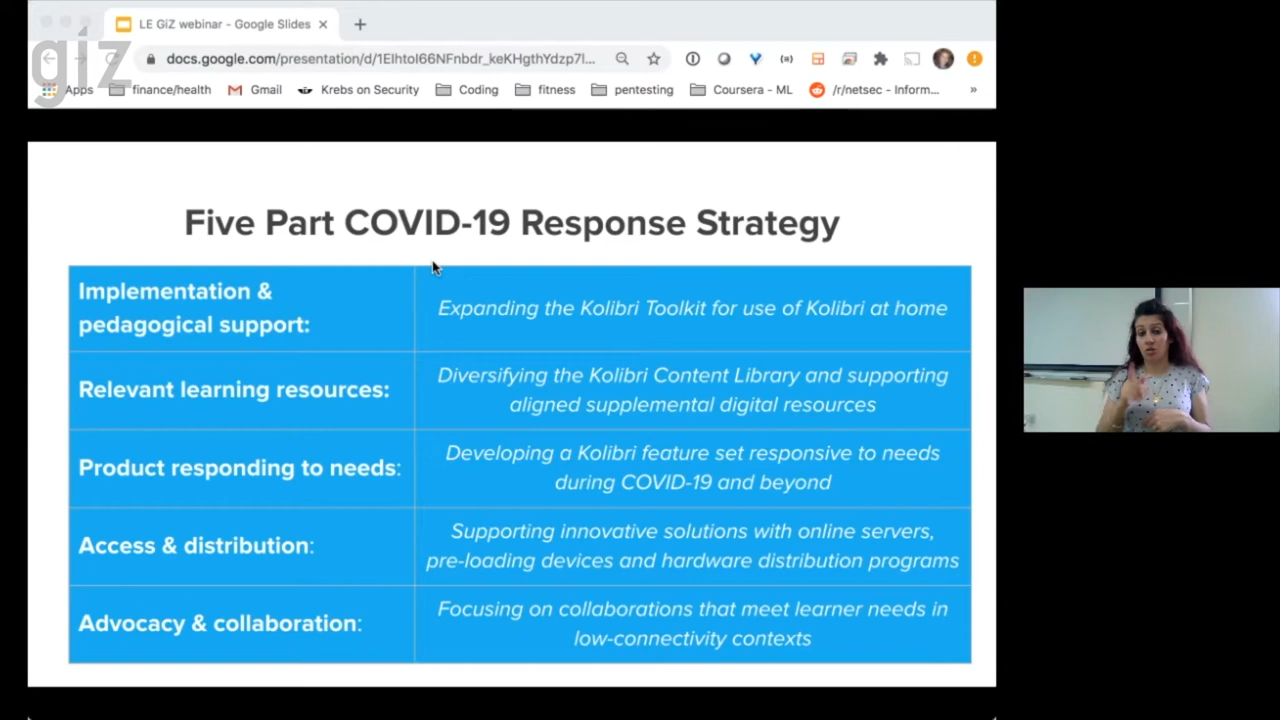 LE GiZ webinar - Google Slides
giz
docs.google.com/presentation/d/1EIhtol66NFnbdr_keKHgthYdzp7l...
Apps finance/health Gmail Krebs on Security Coding fitness pentesting Coursera - ML /r/netsec - Inform... »
Five Part COVID-19 Response Strategy
Implementation &
pedagogical support:
Expanding the Kolibri Toolkit for use of Kolibri at home
Relevant learning resources:
Diversifying the Kolibri Content Library and supporting
aligned supplemental digital resources
Product responding to needs:
Developing a Kolibri feature set responsive to needs
during COVID-19 and beyond
Access & distribution:
Supporting innovative solutions with online servers,
pre-loading devices and hardware distribution programs
Advocacy & collaboration:
Focusing on collaborations that meet learner needs in
low-connectivity contexts